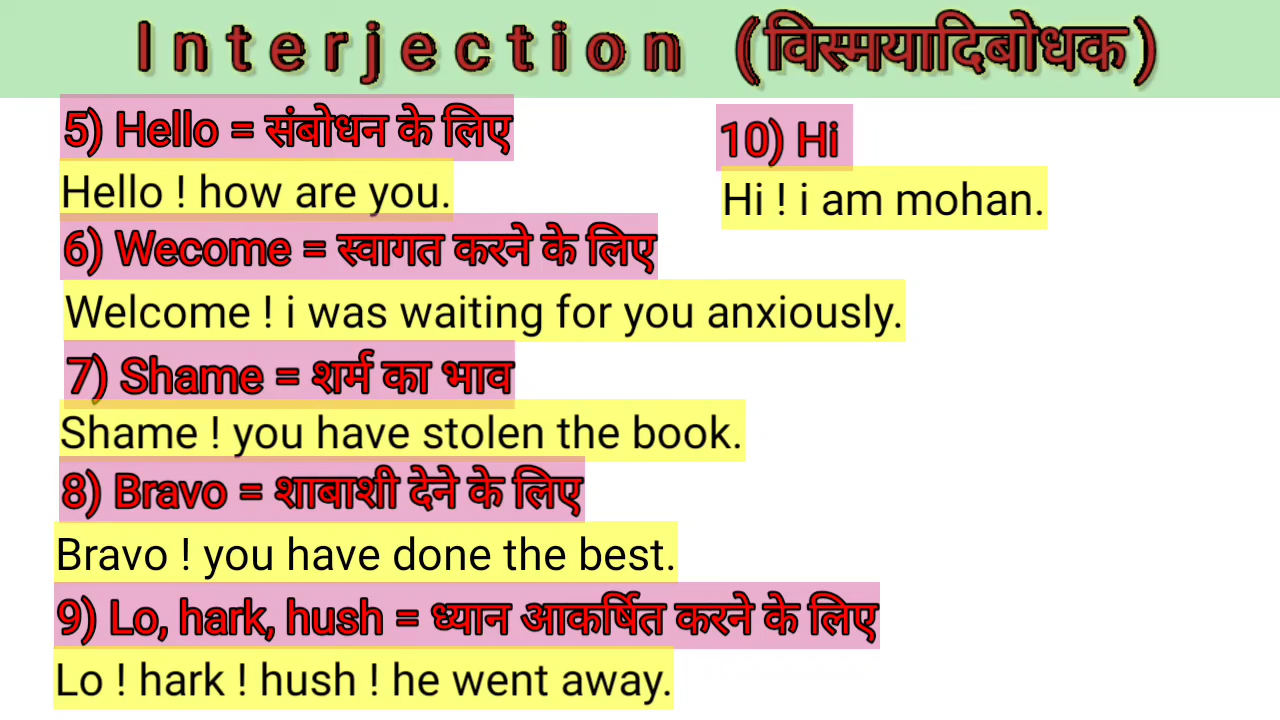 Interjection (विस्मयादिबोधक)
5) Hello = संबोधन के लिए
Hello ! how are you.
6) Wecome = स्वागत करने के लिए
Welcome ! i was waiting for you anxiously.
7) Shame = शर्म का भाव
Shame ! you have stolen the book.
8) Bravo = शाबाशी देने के लिए
Bravo ! you have done the best.
9) Lo, hark, hush = ध्यान आकर्षित करने के लिए
Lo ! hark ! hush ! he went away.
10) Hi
Hi ! i am mohan.